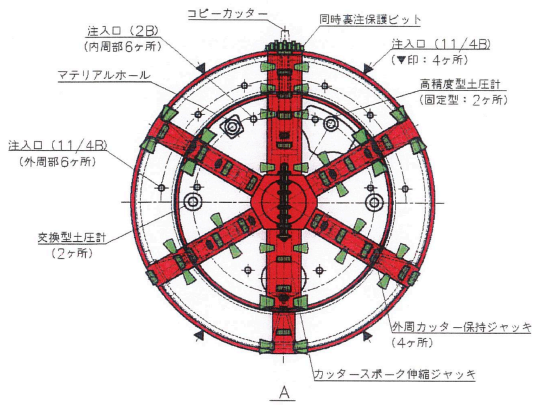 コピーカッター
同時裏注保護ビット
注入口 (2B)
(内周部6ヶ所)
注入口 (11/4B)
(▼印：4ヶ所)
マテリアルホール
高精度型土圧計
(固定型：2ヶ所)
注入口 (11/4B)
(外周部6ヶ所)
交換型土圧計
(2ヶ所)
外周カッター保持ジャッキ
(4ヶ所)
カッタースポーク伸縮ジャッキ
A